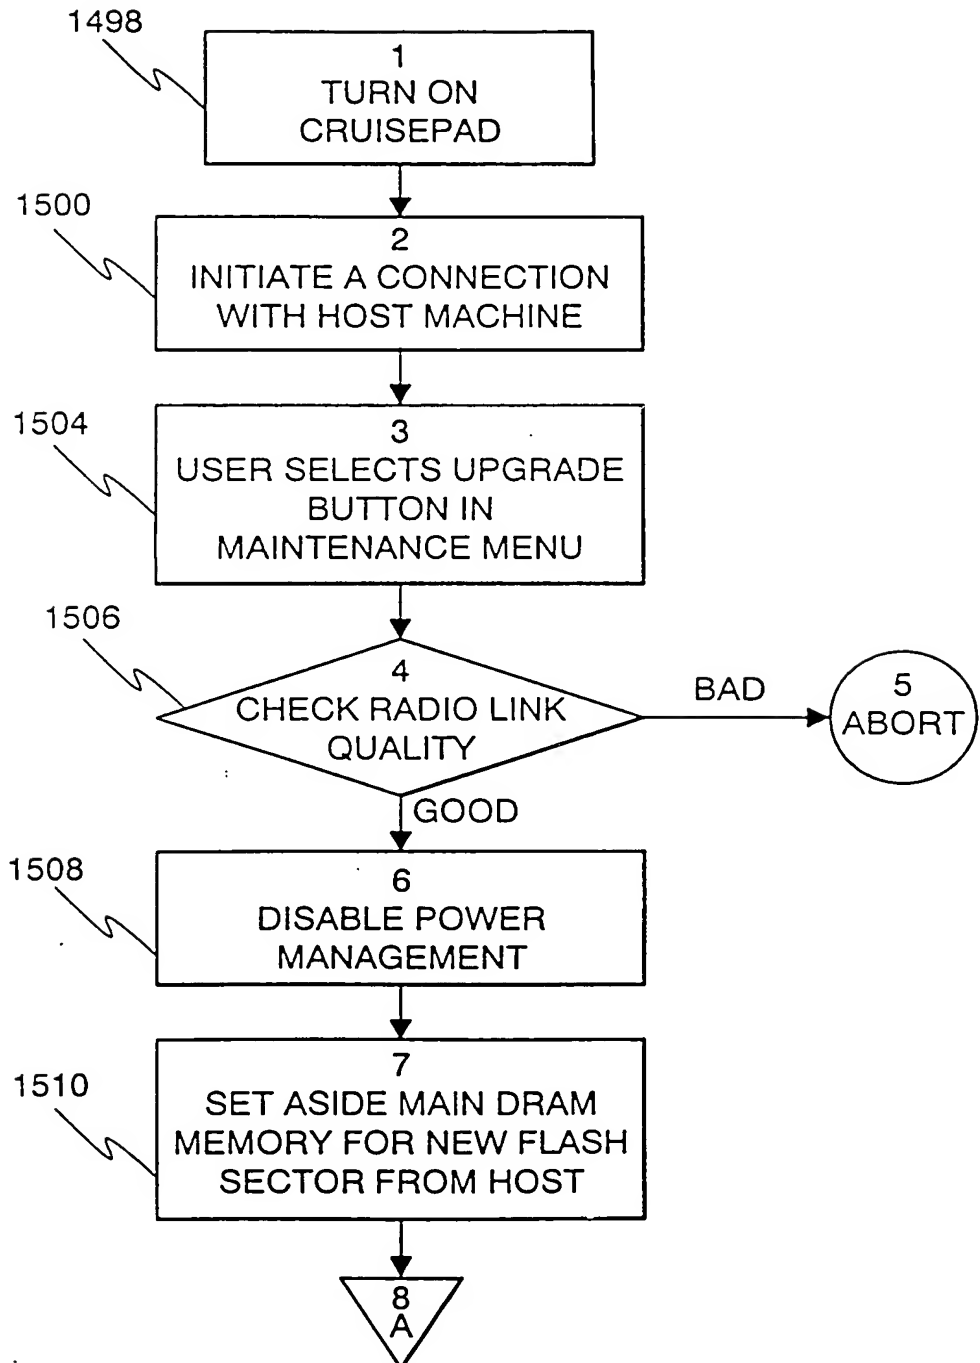 1498
1
TURN ON
CRUISEPAD
1500
2
INITIATE A CONNECTION
WITH HOST MACHINE
1504
3
USER SELECTS UPGRADE
BUTTON IN
MAINTENANCE MENU
1506
4
CHECK RADIO LINK
QUALITY
BAD
5
ABORT
GOOD
1508
6
DISABLE POWER
MANAGEMENT
1510
7
SET ASIDE MAIN DRAM
MEMORY FOR NEW FLASH
SECTOR FROM HOST
8
A